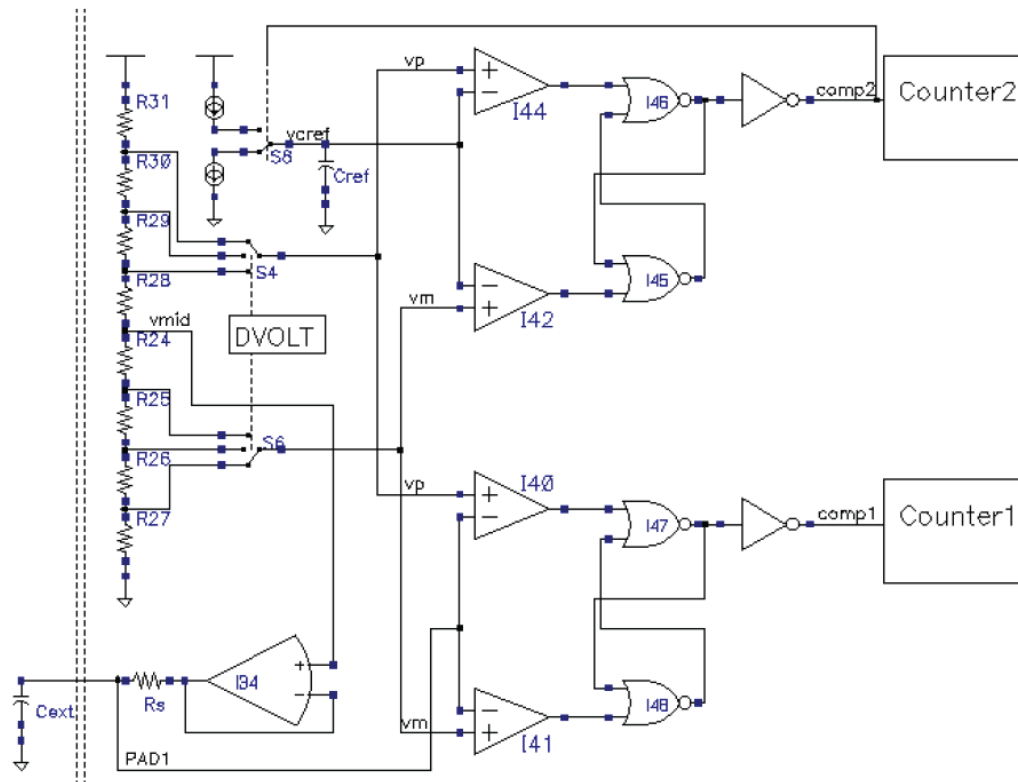 R31
R30
R29
R28
vmid
R24
R25
R26
R27
S8
vcref
Cref
S4
DVOLT
S6
vp
vm
I44
I42
I46
I45
comp2
Counter2
vp
vm
I40
I41
I47
I48
comp1
Counter1
I34
Rs
Cext
PAD1